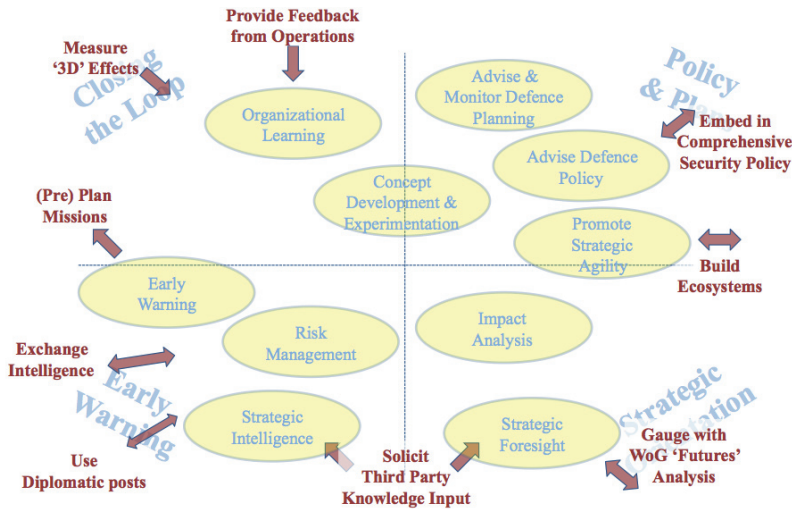 Provide Feedback
from Operations
Measure
‘3D’ Effects
Closing
the Loop
Organizational
Learning
Advise &
Monitor Defence
Planning
Policy
& Plans
Embed in
Comprehensive
Security Policy
Advise Defence
Policy
Concept
Development &
Experimentation
(Pre) Plan
Missions
Promote
Strategic
Agility
Build
Ecosystems
Early
Warning
Risk
Management
Impact
Analysis
Exchange
Intelligence
Early
Warning
Strategic
Intelligence
Strategic
Foresight
Strategic
Orientation
Use
Diplomatic posts
Solicit
Third Party
Knowledge Input
Gauge with
WoG ‘Futures’
Analysis